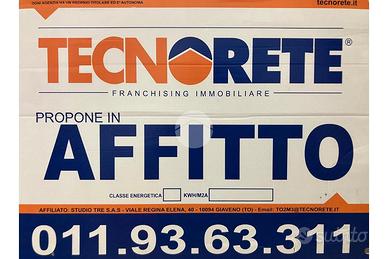 OGNI AGENZIA HA UN PROPRIO TITOLARE ED E' AUTONOMA
tecnorete.it
TECNORETE®
FRANCHISING IMMOBILIARE
PROPONE IN
AFFITTO
CLASSE ENERGETICA KWH/M2A
AFFILIATO: STUDIO TRE S.A.S - VIALE REGINA ELENA, 40 - 10094 GIAVENO (TO) - Email: TO2M3@TECNORETE.IT
011.93.63.311
subito